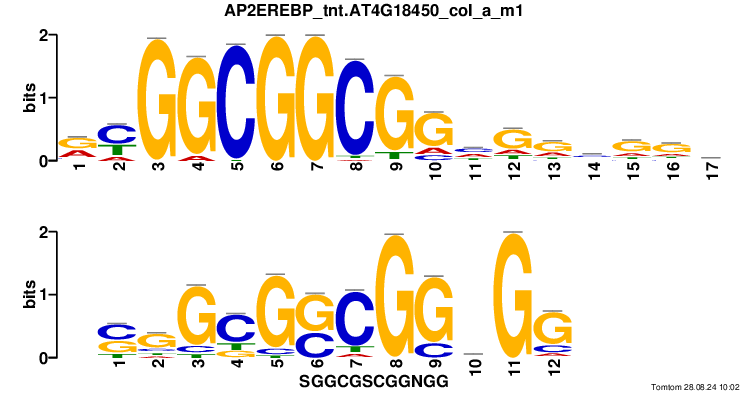 AP2EREBP_tnt.AT4G18450_col_a_m1
2
bits
1
0
1 2 3 4 5 6 7 8 9 10 11 12 13 14 15 16 17
2
bits
1
0
1 2 3 4 5 6 7 8 9 10 11 12
SGGCGSCGGNGG
Tomtom 28.08.24 10:02